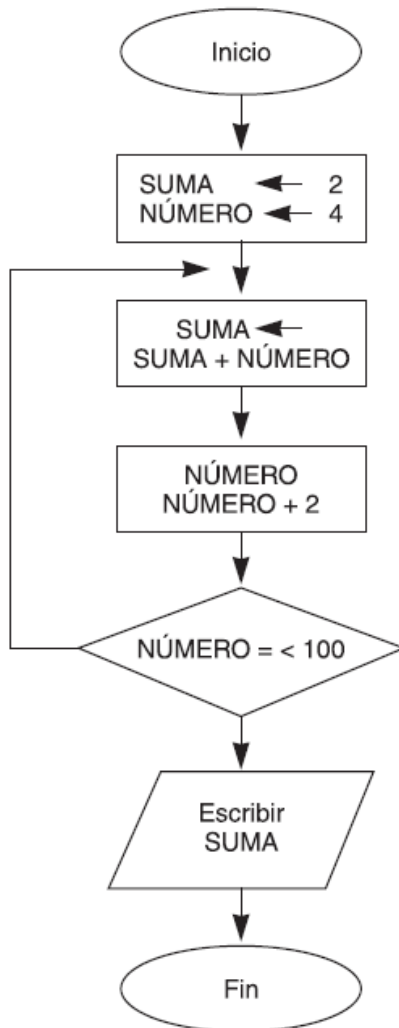 Inicio
SUMA ← 2
NÚMERO ← 4
SUMA ←
SUMA + NÚMERO
NÚMERO
NÚMERO + 2
NÚMERO = < 100
Escribir
SUMA
Fin